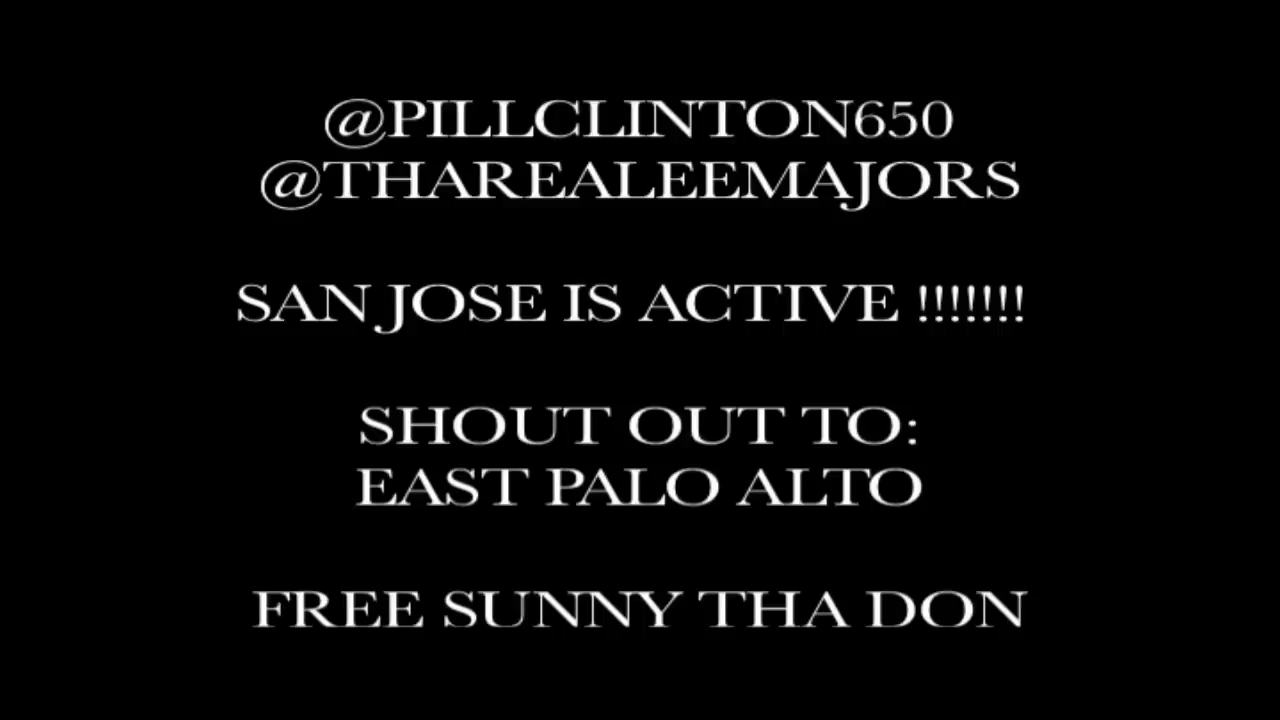 @PILLCLINTON650
@THAREALEEMAJORS
SAN JOSE IS ACTIVE !!!!!!!
SHOUT OUT TO:
EAST PALO ALTO
FREE SUNNY THA DON